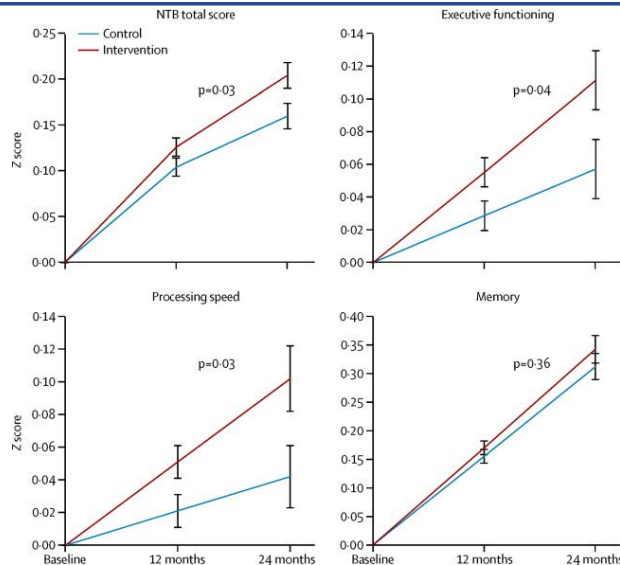 NTB total score
0·25
0·20
0·15
0·10
0·05
0·00
Z score
Control
Intervention
p=0·03
Executive functioning
0·14
0·12
0·10
0·08
0·06
0·04
0·02
0·00
p=0·04
Processing speed
0·14
0·12
0·10
0·08
0·06
0·04
0·02
0·00
Z score
p=0·03
Baseline
12 months
24 months
Memory
0·40
0·35
0·30
0·25
0·20
0·15
0·10
0·05
0·00
p=0·36
Baseline
12 months
24 months